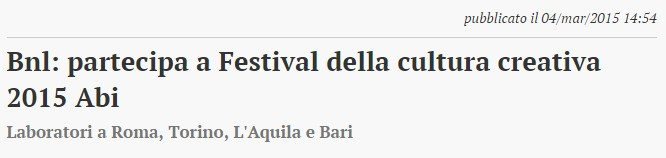 pubblicato il 04/mar/2015 14:54
Bnl: partecipa a Festival della cultura creativa
2015 Abi
Laboratori a Roma, Torino, L'Aquila e Bari